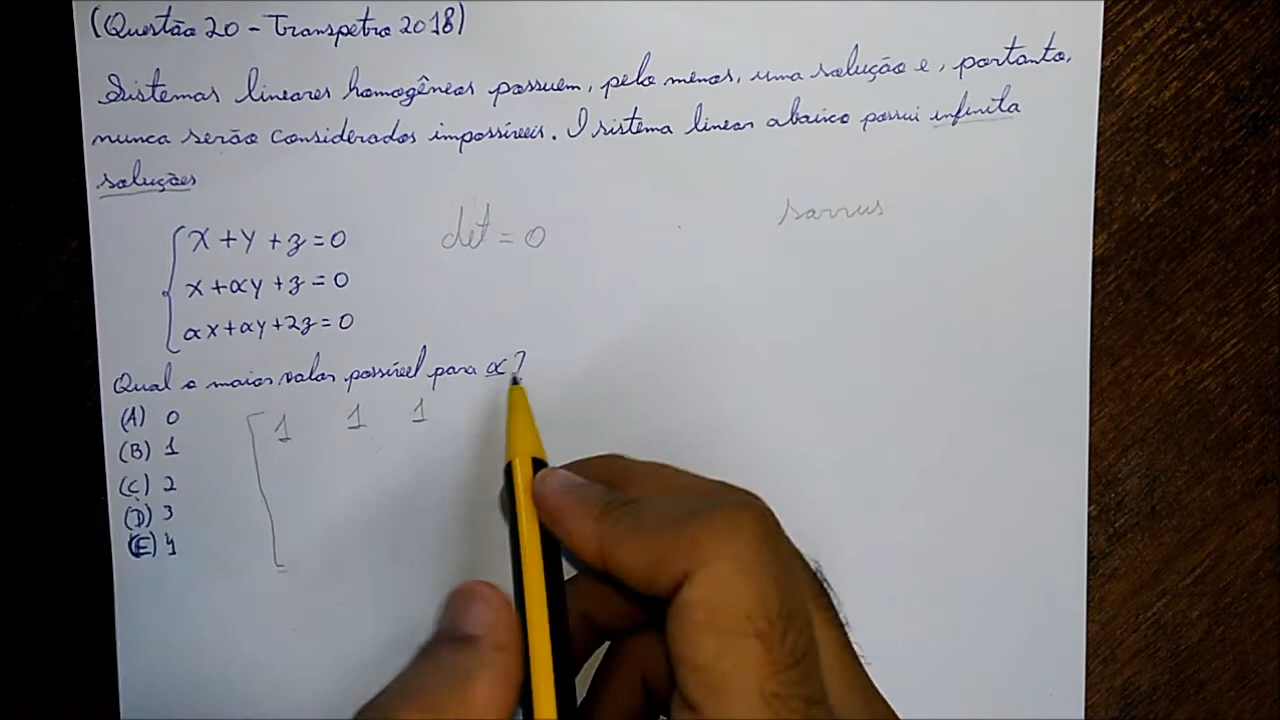 (Questão 20 - Transpetro 2018)
Sistemas lineares homogêneos possuem, pelo menos, uma solução e, portanto,
nunca serão considerados impossíveis. O sistema linear abaixo possui infinita
soluções
x + y + z = 0
x + αy + z = 0
αx + αy + 2z = 0
det = 0
sarrus
Qual o maior valor possível para α?
(A) 0
(B) 1
(C) 2
(D) 3
(E) 4
1 1 1